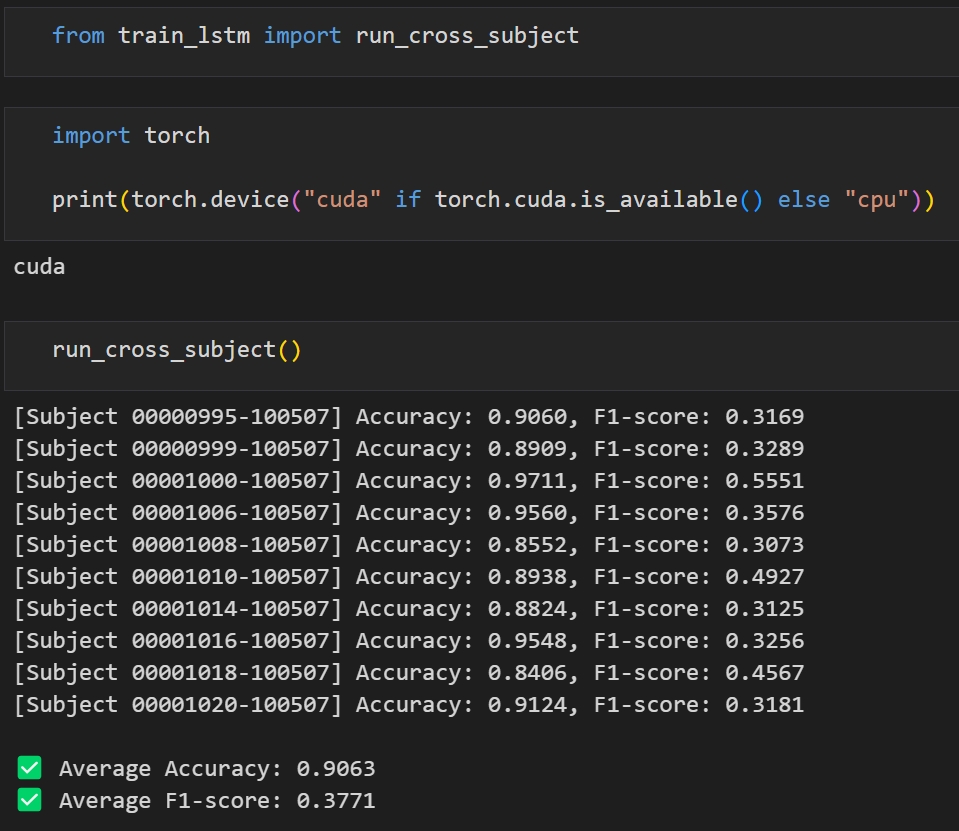 from train_lstm import run_cross_subject
import torch
print(torch.device("cuda" if torch.cuda.is_available() else "cpu"))
cuda
run_cross_subject()
[Subject 00000995-100507] Accuracy: 0.9060, F1-score: 0.3169
[Subject 00000999-100507] Accuracy: 0.8909, F1-score: 0.3289
[Subject 00001000-100507] Accuracy: 0.9711, F1-score: 0.5551
[Subject 00001006-100507] Accuracy: 0.9560, F1-score: 0.3576
[Subject 00001008-100507] Accuracy: 0.8552, F1-score: 0.3073
[Subject 00001010-100507] Accuracy: 0.8938, F1-score: 0.4927
[Subject 00001014-100507] Accuracy: 0.8824, F1-score: 0.3125
[Subject 00001016-100507] Accuracy: 0.9548, F1-score: 0.3256
[Subject 00001018-100507] Accuracy: 0.8406, F1-score: 0.4567
[Subject 00001020-100507] Accuracy: 0.9124, F1-score: 0.3181
✅ Average Accuracy: 0.9063
✅ Average F1-score: 0.3771